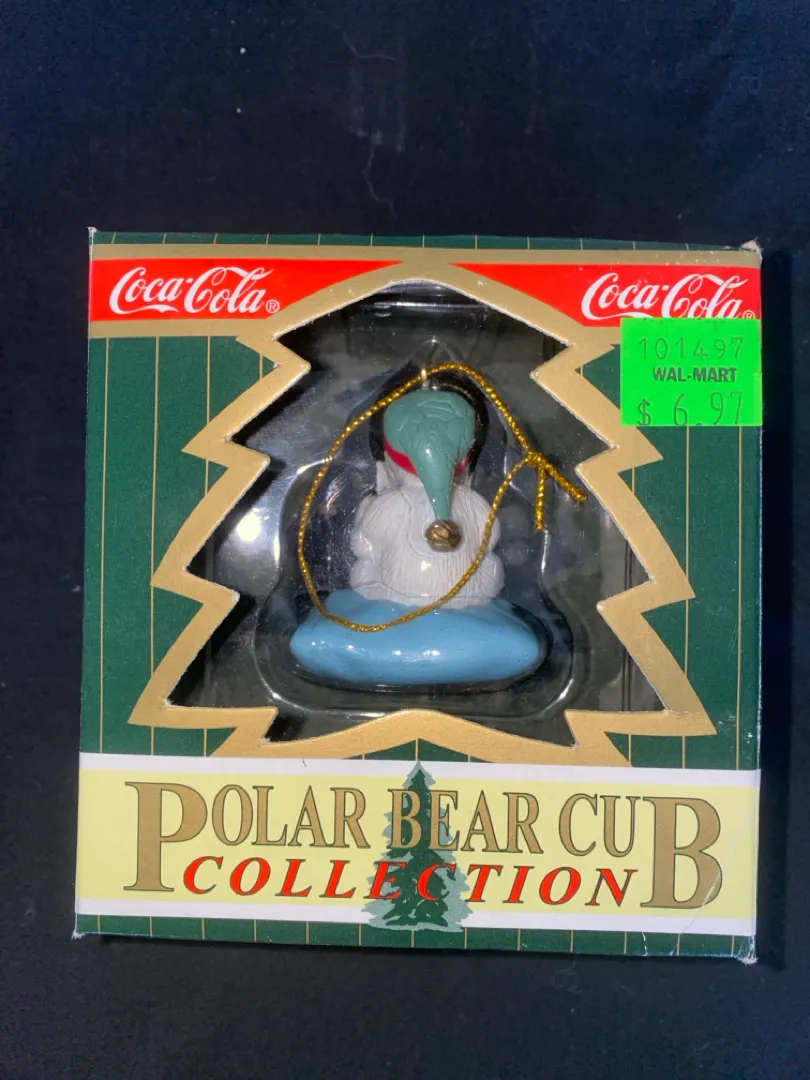 Coca-Cola®
Coca-Cola®
101497
WAL-MART
$ 6.97
POLAR BEAR CUB
COLLECTION